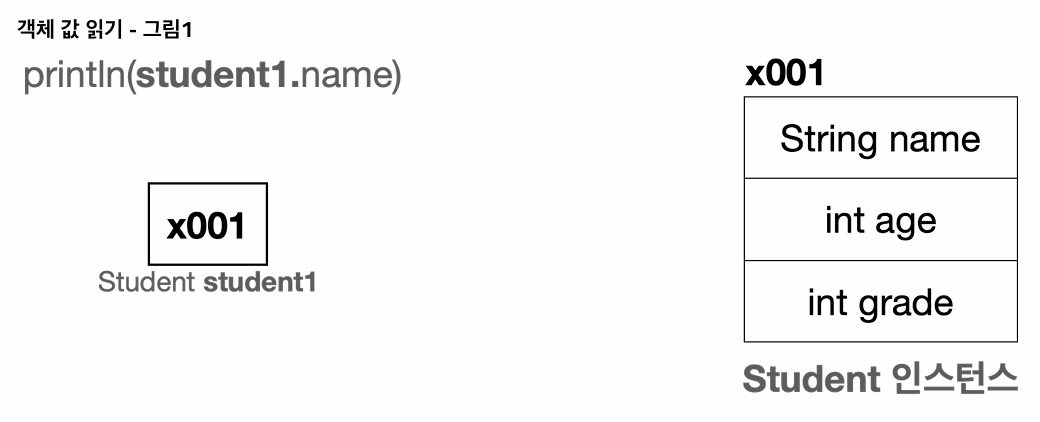 객체 값 읽기 - 그림1
println(student1.name)
x001
Student student1
x001
String name
int age
int grade
Student 인스턴스